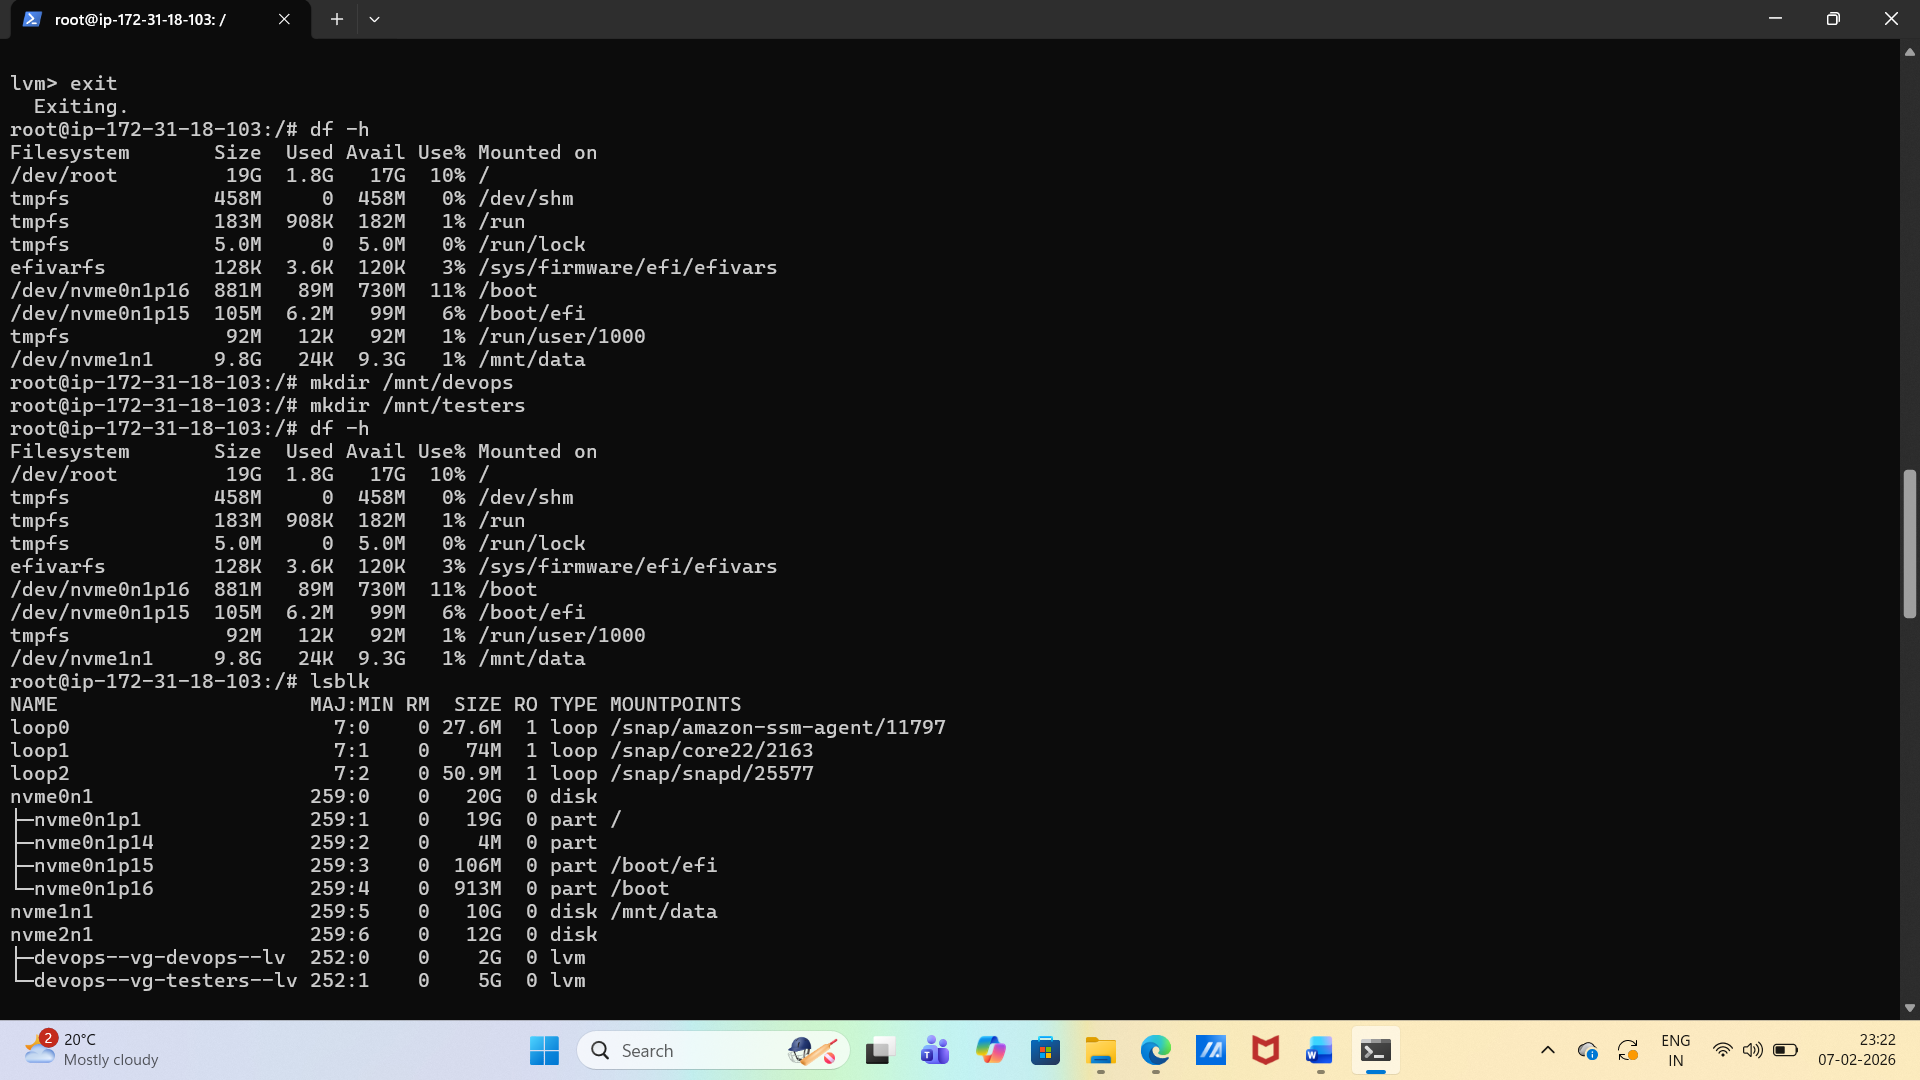 root@ip-172-31-18-103: /
lvm> exit
  Exiting.
root@ip-172-31-18-103:/# df -h
Filesystem       Size  Used Avail Use% Mounted on
/dev/root         19G  1.8G   17G  10% /
tmpfs            458M     0  458M   0% /dev/shm
tmpfs            183M  908K  182M   1% /run
tmpfs            5.0M     0  5.0M   0% /run/lock
efivarfs         128K  3.6K  120K   3% /sys/firmware/efi/efivars
/dev/nvme0n1p16  881M   89M  730M  11% /boot
/dev/nvme0n1p15  105M  6.2M   99M   6% /boot/efi
tmpfs             92M   12K   92M   1% /run/user/1000
/dev/nvme1n1     9.8G   24K  9.3G   1% /mnt/data
root@ip-172-31-18-103:/# mkdir /mnt/devops
root@ip-172-31-18-103:/# mkdir /mnt/testers
root@ip-172-31-18-103:/# df -h
Filesystem       Size  Used Avail Use% Mounted on
/dev/root         19G  1.8G   17G  10% /
tmpfs            458M     0  458M   0% /dev/shm
tmpfs            183M  908K  182M   1% /run
tmpfs            5.0M     0  5.0M   0% /run/lock
efivarfs         128K  3.6K  120K   3% /sys/firmware/efi/efivars
/dev/nvme0n1p16  881M   89M  730M  11% /boot
/dev/nvme0n1p15  105M  6.2M   99M   6% /boot/efi
tmpfs             92M   12K   92M   1% /run/user/1000
/dev/nvme1n1     9.8G   24K  9.3G   1% /mnt/data
root@ip-172-31-18-103:/# lsblk
NAME                     MAJ:MIN RM  SIZE RO TYPE MOUNTPOINTS
loop0                      7:0    0 27.6M  1 loop /snap/amazon-ssm-agent/11797
loop1                      7:1    0   74M  1 loop /snap/core22/2163
loop2                      7:2    0 50.9M  1 loop /snap/snapd/25577
nvme0n1                  259:0    0   20G  0 disk
├─nvme0n1p1              259:1    0   19G  0 part /
├─nvme0n1p14             259:2    0    4M  0 part
├─nvme0n1p15             259:3    0  106M  0 part /boot/efi
└─nvme0n1p16             259:4    0  913M  0 part /boot
nvme1n1                  259:5    0   10G  0 disk /mnt/data
nvme2n1                  259:6    0   12G  0 disk
├─devops--vg-devops--lv  252:0    0    2G  0 lvm
└─devops--vg-testers--lv 252:1    0    5G  0 lvm
2
20°C
Mostly cloudy
Search
ENG
IN
23:22
07-02-2026